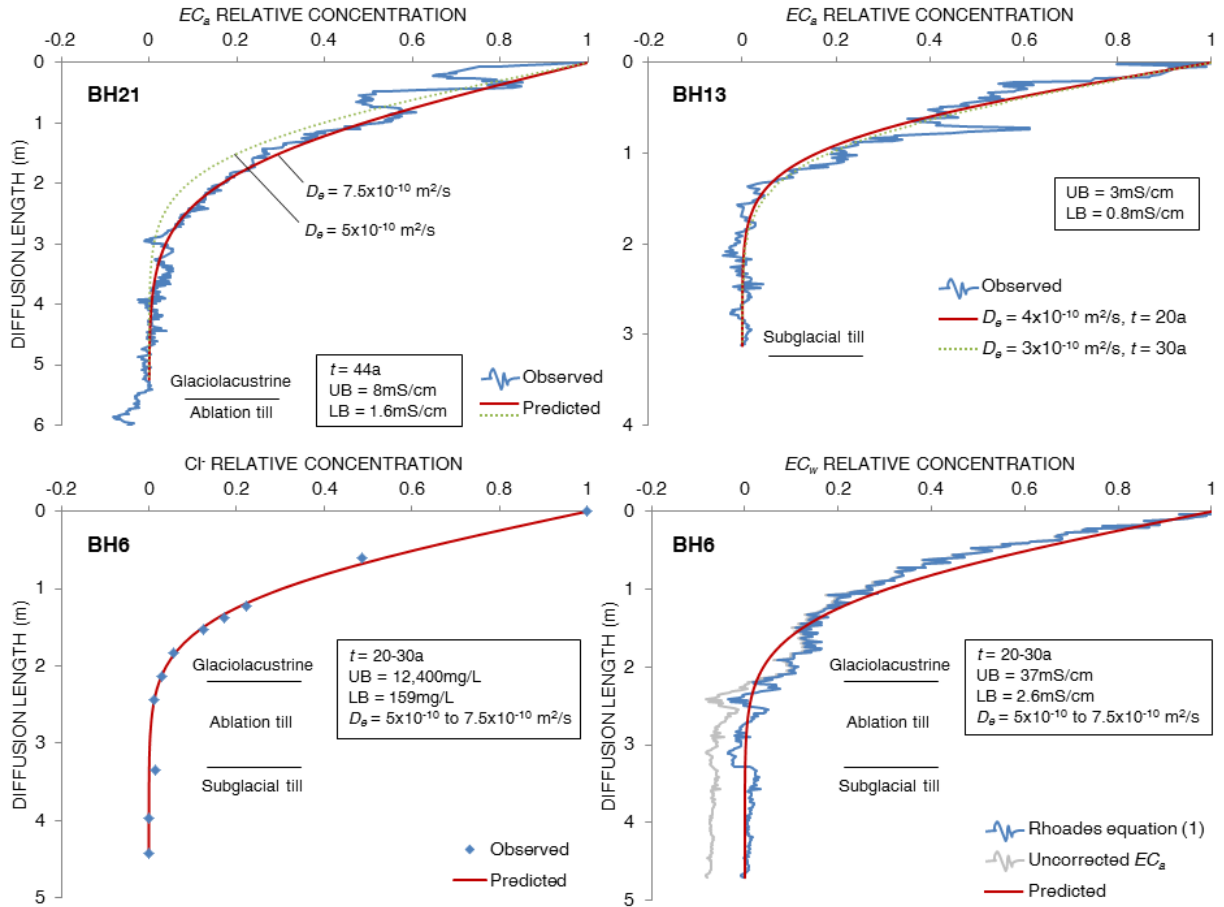 ECa RELATIVE CONCENTRATION
-0.2 0 0.2 0.4 0.6 0.8 1
0
1
2
3
4
5
6
DIFFUSION LENGTH (m)
BH21
De = 7.5x10-10 m²/s
De = 5x10-10 m²/s
Glaciolacustrine
Ablation till
t = 44a
UB = 8mS/cm
LB = 1.6mS/cm
Observed
Predicted
ECa RELATIVE CONCENTRATION
-0.2 0 0.2 0.4 0.6 0.8 1
0
1
2
3
4
DIFFUSION LENGTH (m)
BH13
UB = 3mS/cm
LB = 0.8mS/cm
Observed
De = 4x10-10 m²/s, t = 20a
De = 3x10-10 m²/s, t = 30a
Subglacial till
Cl- RELATIVE CONCENTRATION
-0.2 0 0.2 0.4 0.6 0.8 1
0
1
2
3
4
5
DIFFUSION LENGTH (m)
BH6
t = 20-30a
UB = 12,400mg/L
LB = 159mg/L
De = 5x10-10 to 7.5x10-10 m²/s
Glaciolacustrine
Ablation till
Subglacial till
Observed
Predicted
ECw RELATIVE CONCENTRATION
-0.2 0 0.2 0.4 0.6 0.8 1
0
1
2
3
4
5
DIFFUSION LENGTH (m)
BH6
t = 20-30a
UB = 37mS/cm
LB = 2.6mS/cm
De = 5x10-10 to 7.5x10-10 m²/s
Glaciolacustrine
Ablation till
Subglacial till
Rhoades equation (1)
Uncorrected ECa
Predicted